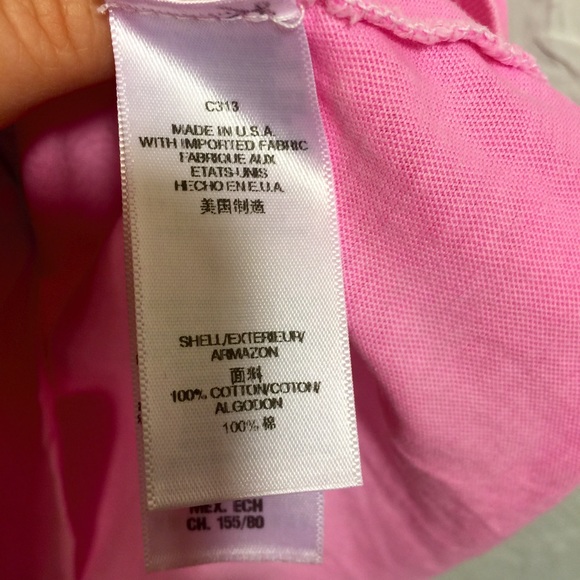 C313
MADE IN U.S.A.
WITH IMPORTED FABRIC
FABRIQUE AUX
ETATS-UNIS
HECHO EN E.U.A.
美国制造
SHELL/EXTERIEUR/
ARMAZON
面料
100% COTTON/COTON/
ALGODON
100% 棉
MEX. ECH
CH. 155/80